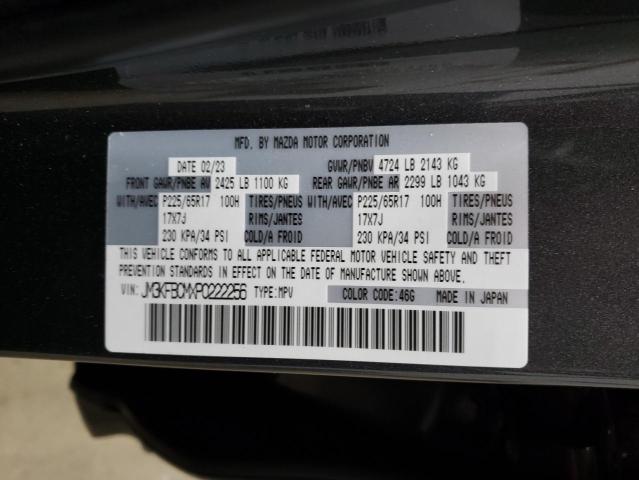 MFD. BY MAZDA MOTOR CORPORATION
DATE 02/23 GVWR/PNBV 4724 LB 2143 KG
FRONT GAWR/PNBE AV 2425 LB 1100 KG REAR GAWR/PNBE AR 2299 LB 1043 KG
WITH/AVEC P225/65R17 100H TIRES/PNEUS WITH/AVEC P225/65R17 100H TIRES/PNEUS
17X7J RIMS/JANTES 17X7J RIMS/JANTES
230 KPA/34 PSI COLD/A FROID 230 KPA/34 PSI COLD/A FROID
THIS VEHICLE CONFORMS TO ALL APPLICABLE FEDERAL MOTOR VEHICLE SAFETY AND THEFT
PREVENTION STANDARDS IN EFFECT ON THE DATE OF MANUFACTURE SHOWN ABOVE.
VIN: JM3KFBCMXP0222256 TYPE:MPV COLOR CODE:46G MADE IN JAPAN